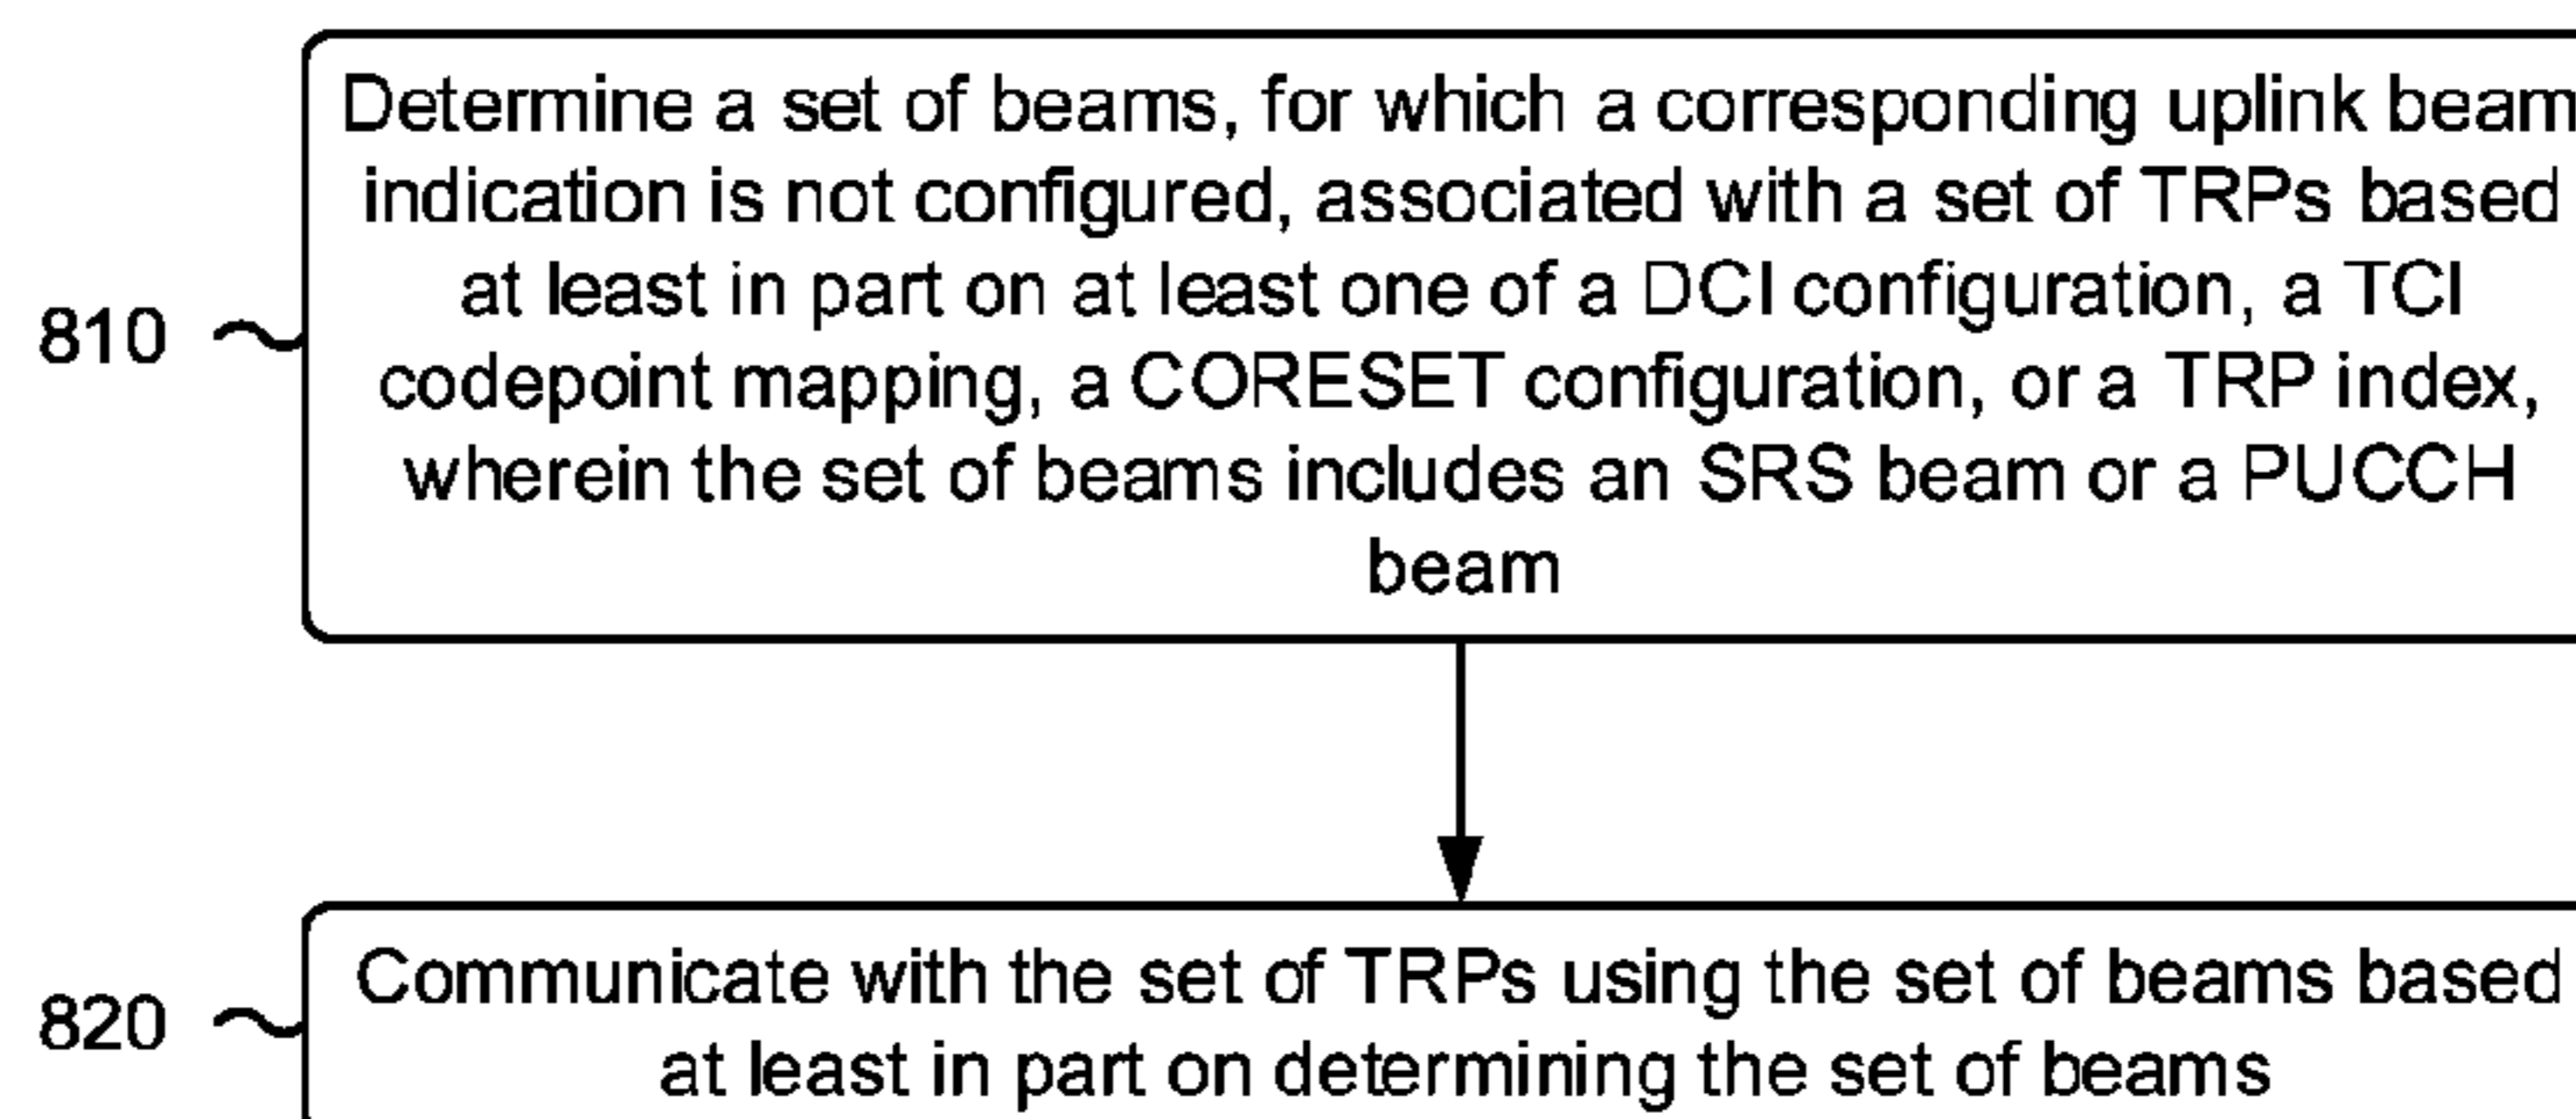 Determine a set of beams, for which a corresponding uplink beam
indication is not configured, associated with a set of TRPs based
at least in part on at least one of a DCI configuration, a TCI
810
codepoint mapping, a CORESET configuration, or a TRP index,
wherein the set of beams includes an SRS beam or a PUCCH
beam
Communicate with the set of TRPs using the set of beams based
820
at least in part on determining the set of beams